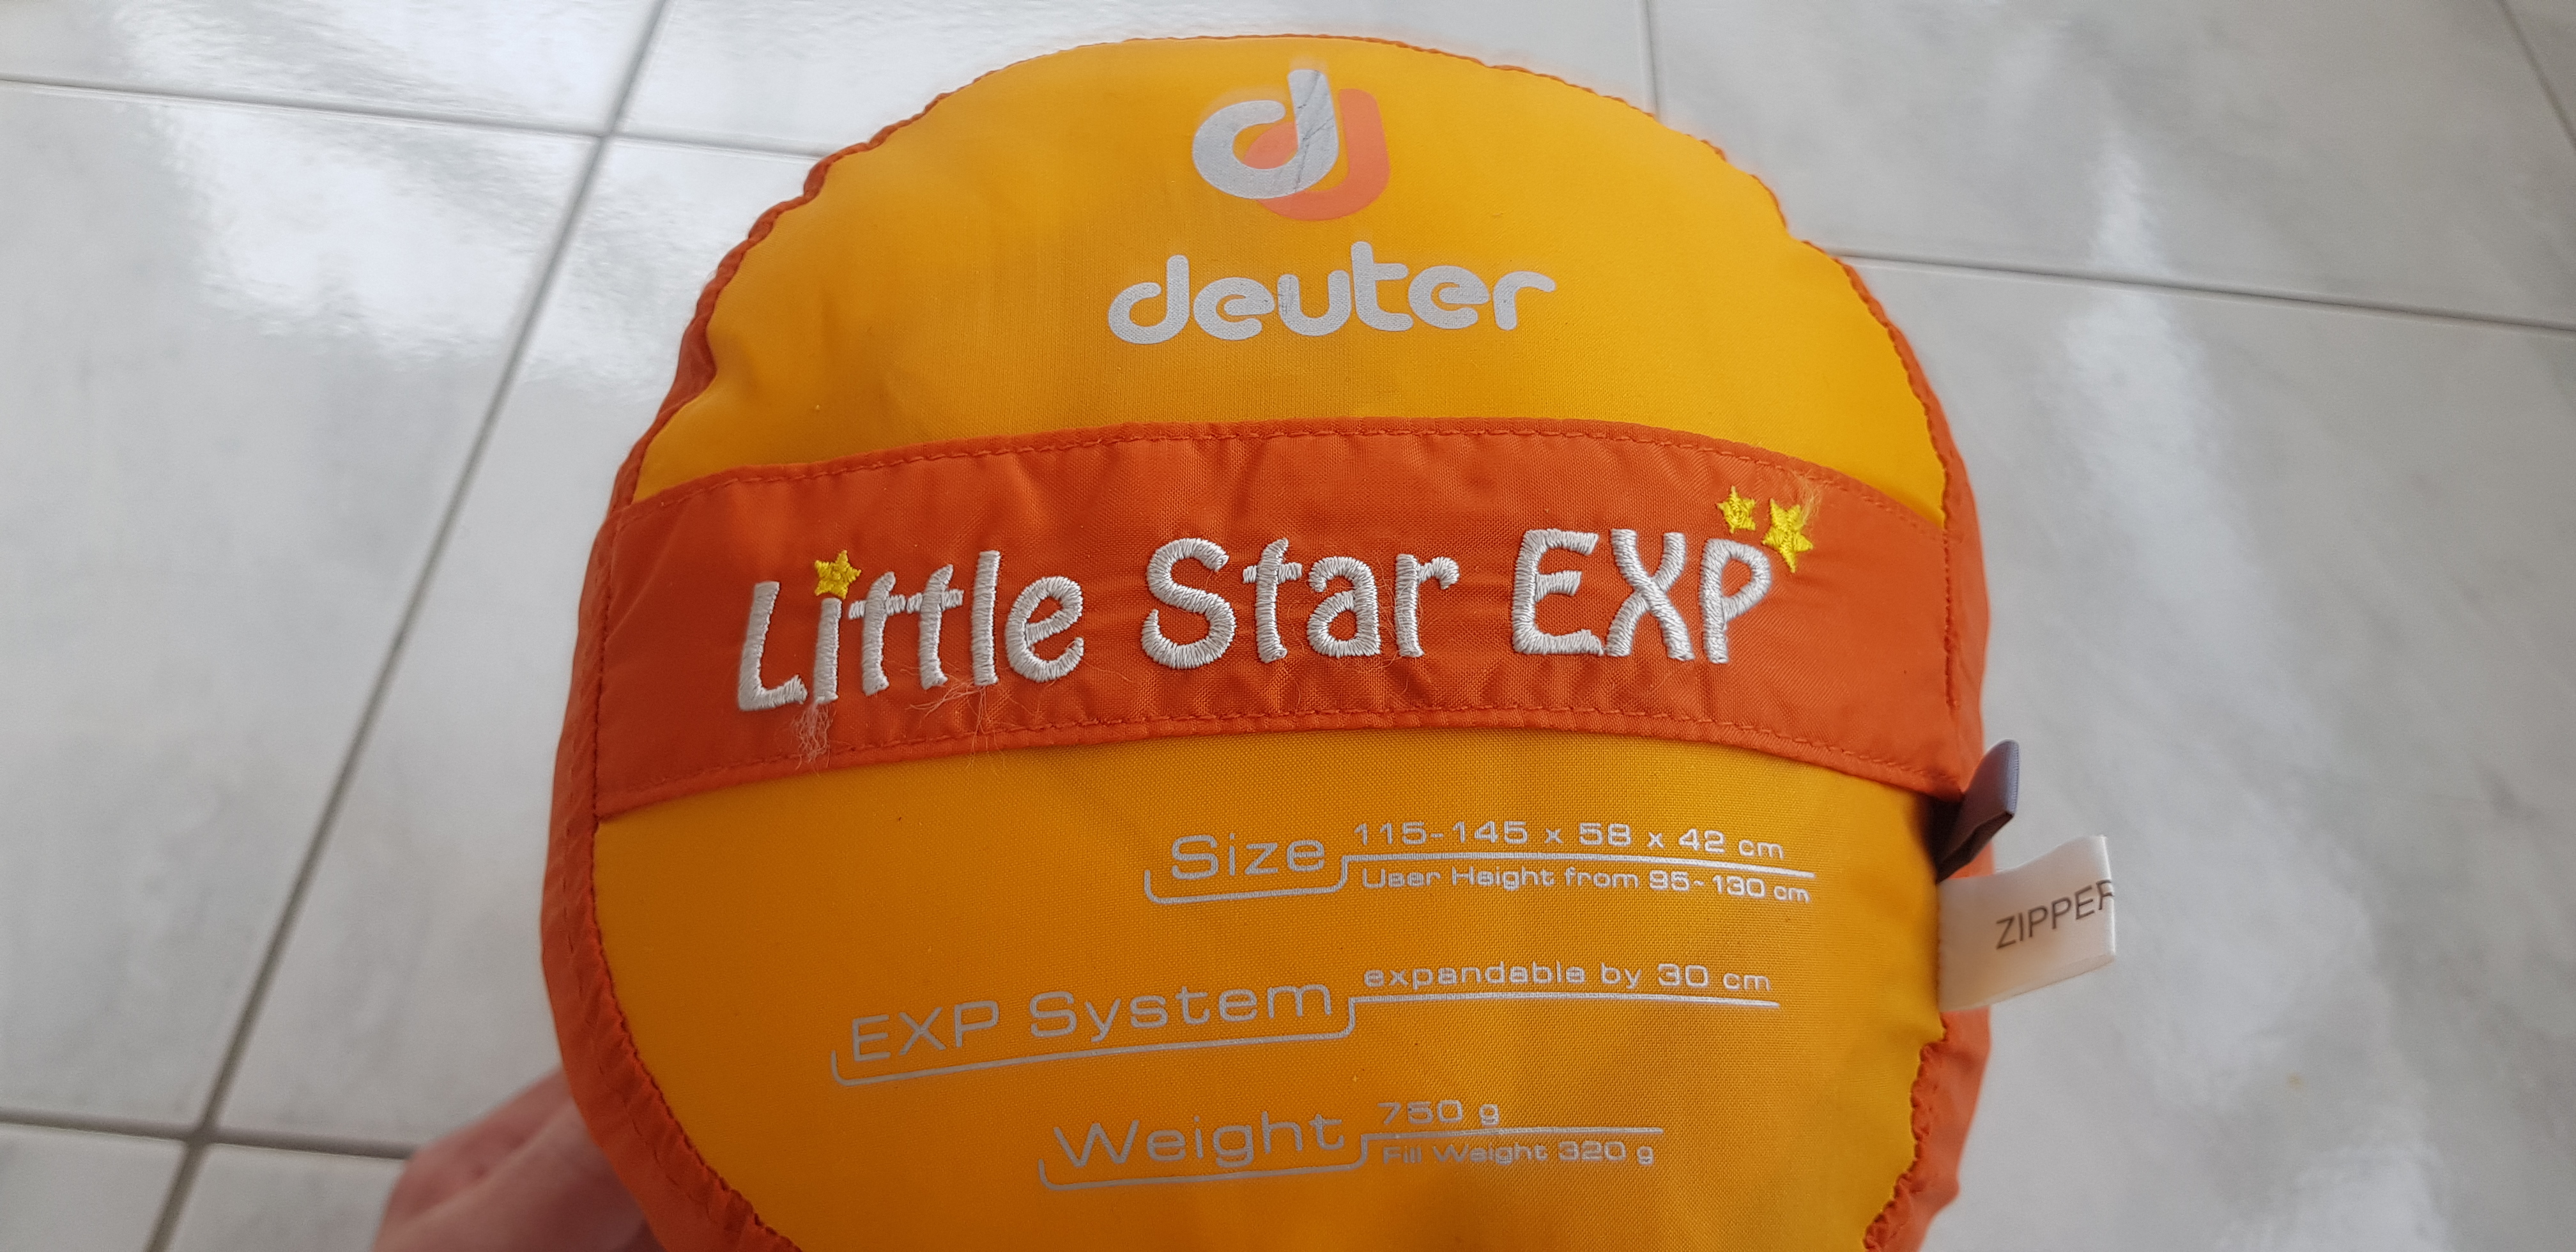 deuter
Little Star EXP
Size 115-145 x 58 x 42 cm
User Height from 95-130 cm
ZIPPER
EXP System expandable by 30 cm
Weight 750 g
Fill Weight 320 g